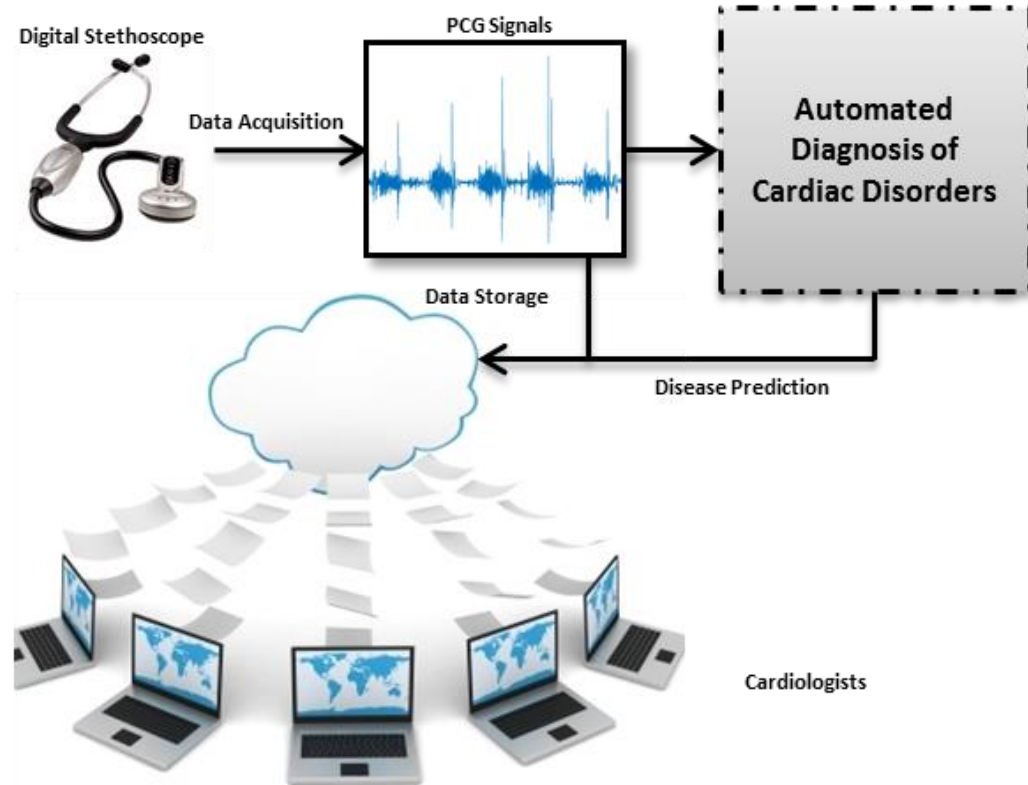 Digital Stethoscope
PCG Signals
Data Acquisition
Automated
Diagnosis of
Cardiac Disorders
Data Storage
Disease Prediction
Cardiologists